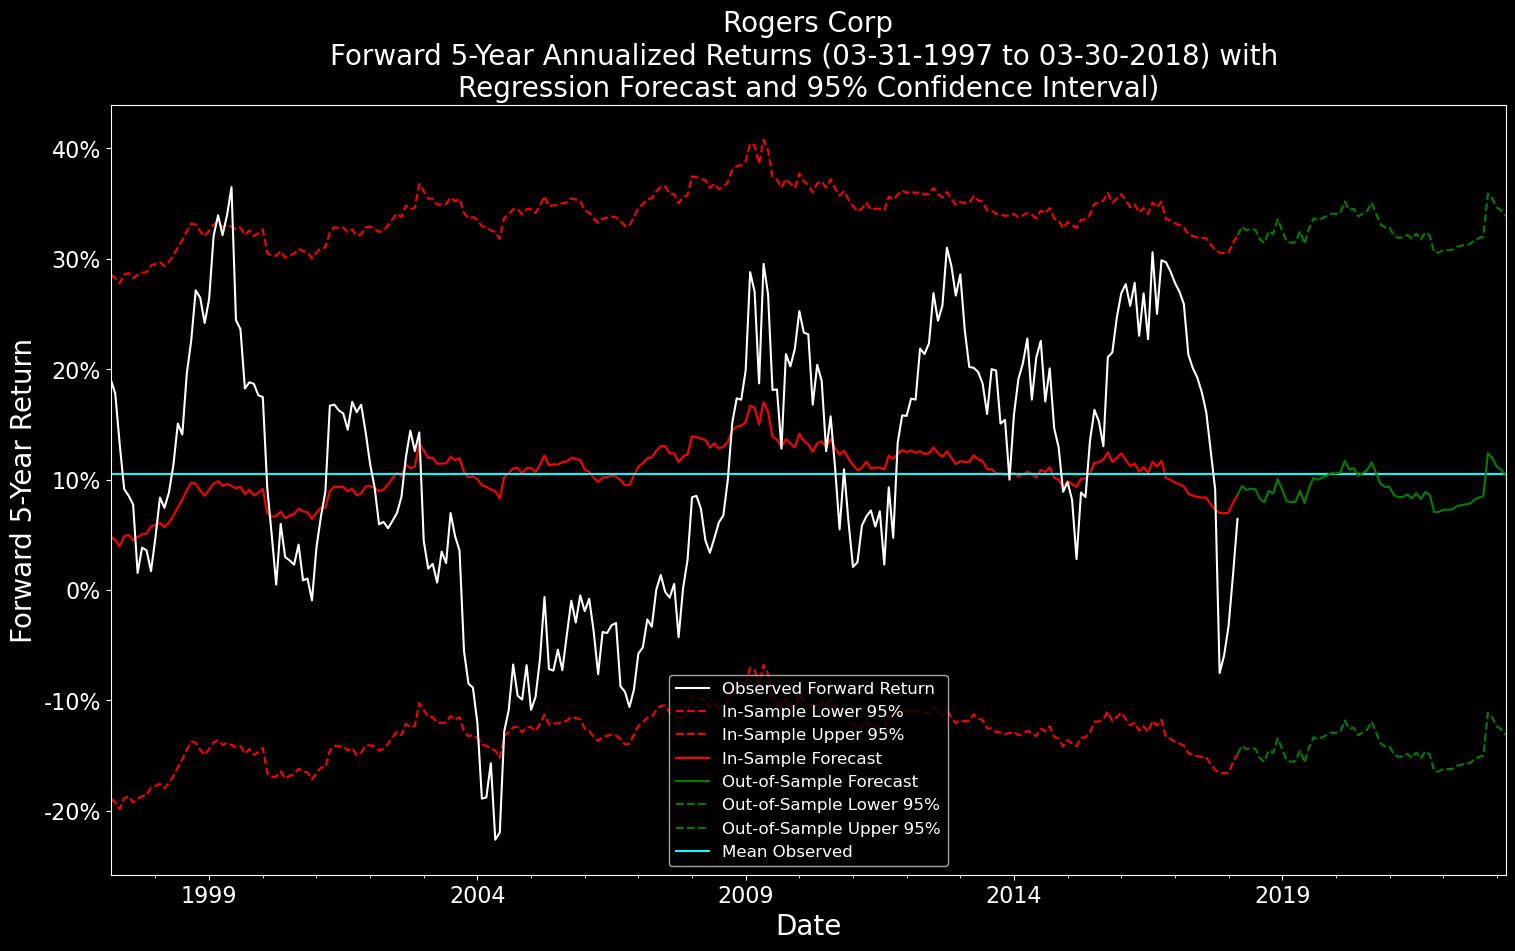 Rogers Corp
Forward 5-Year Annualized Returns (03-31-1997 to 03-30-2018) with
Regression Forecast and 95% Confidence Interval)
Forward 5-Year Return
40%
30%
20%
10%
0%
-10%
-20%
Observed Forward Return
In-Sample Lower 95%
In-Sample Upper 95%
In-Sample Forecast
Out-of-Sample Forecast
Out-of-Sample Lower 95%
Out-of-Sample Upper 95%
Mean Observed
1999
2004
2009
2014
2019
Date